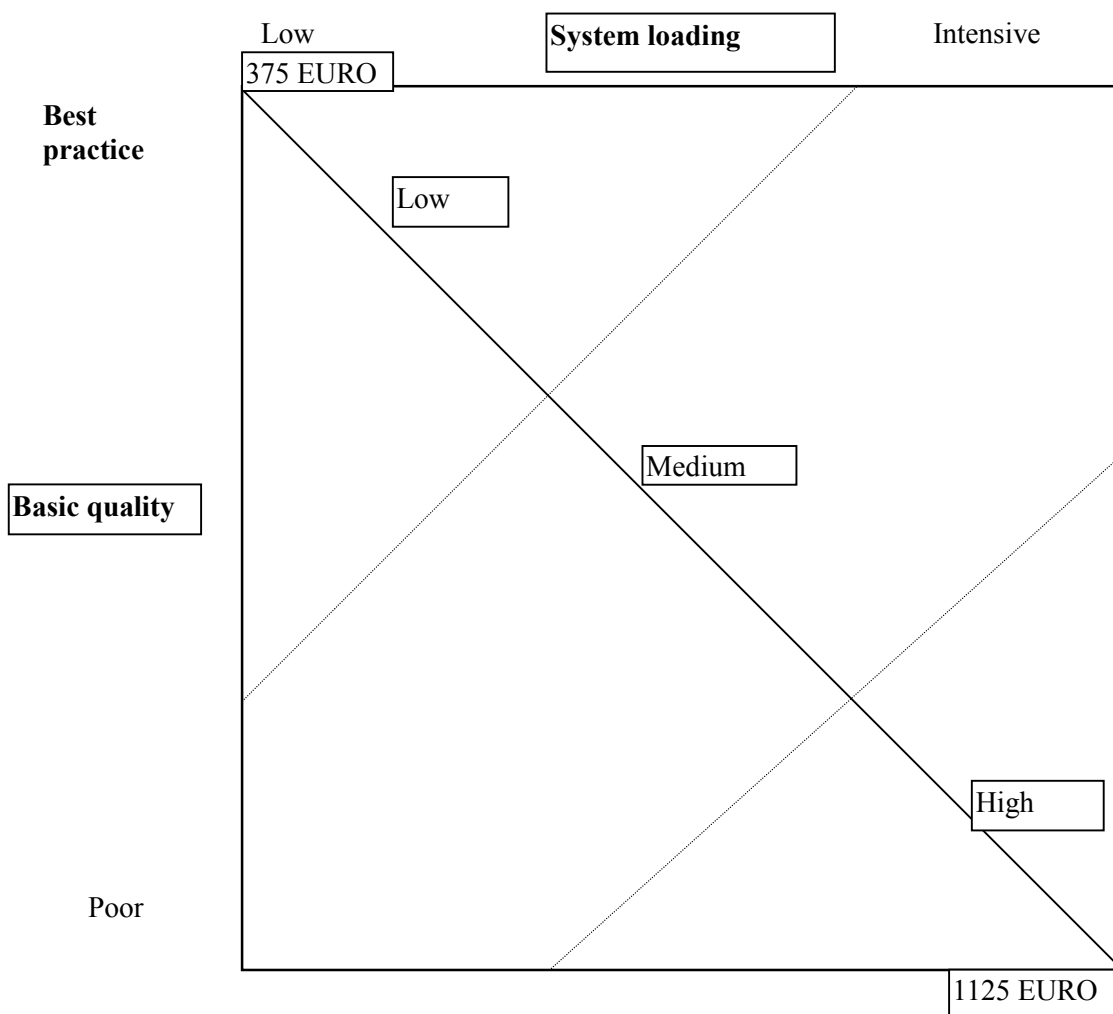 Low
System loading
Intensive
375 EURO
Best
practice
Low
Medium
Basic quality
High
Poor
1125 EURO